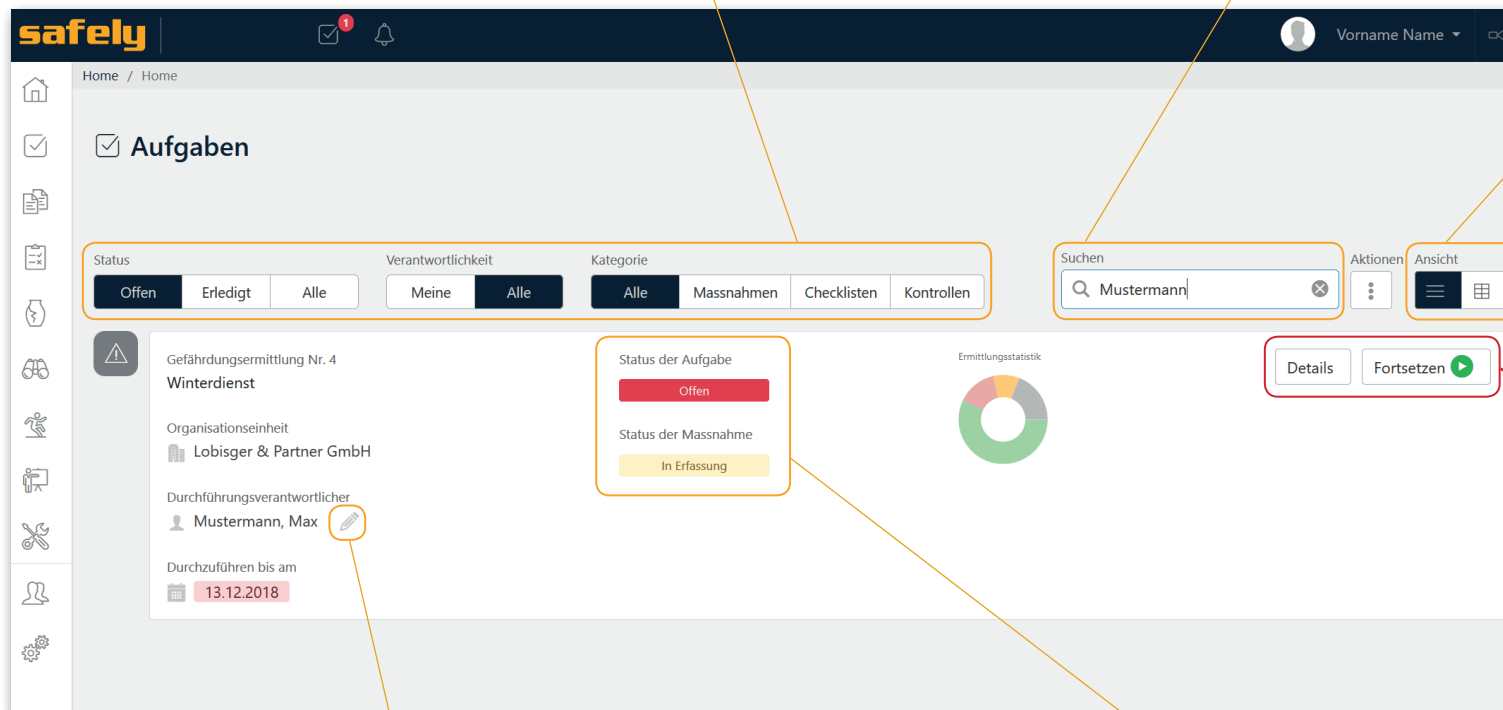 safely
1
Vorname Name
Home / Home
Aufgaben
Status
Verantwortlichkeit
Kategorie
Suchen
Aktionen
Ansicht
Offen
Erledigt
Alle
Meine
Alle
Alle
Massnahmen
Checklisten
Kontrollen
Mustermann
Gefährdungsermittlung Nr. 4
Winterdienst
Organisationseinheit
Lobisger & Partner GmbH
Durchführungsverantwortlicher
Mustermann, Max
Durchzuführen bis am
13.12.2018
Status der Aufgabe
Offen
Status der Massnahme
In Erfassung
Ermittlungsstatistik
Details
Fortsetzen